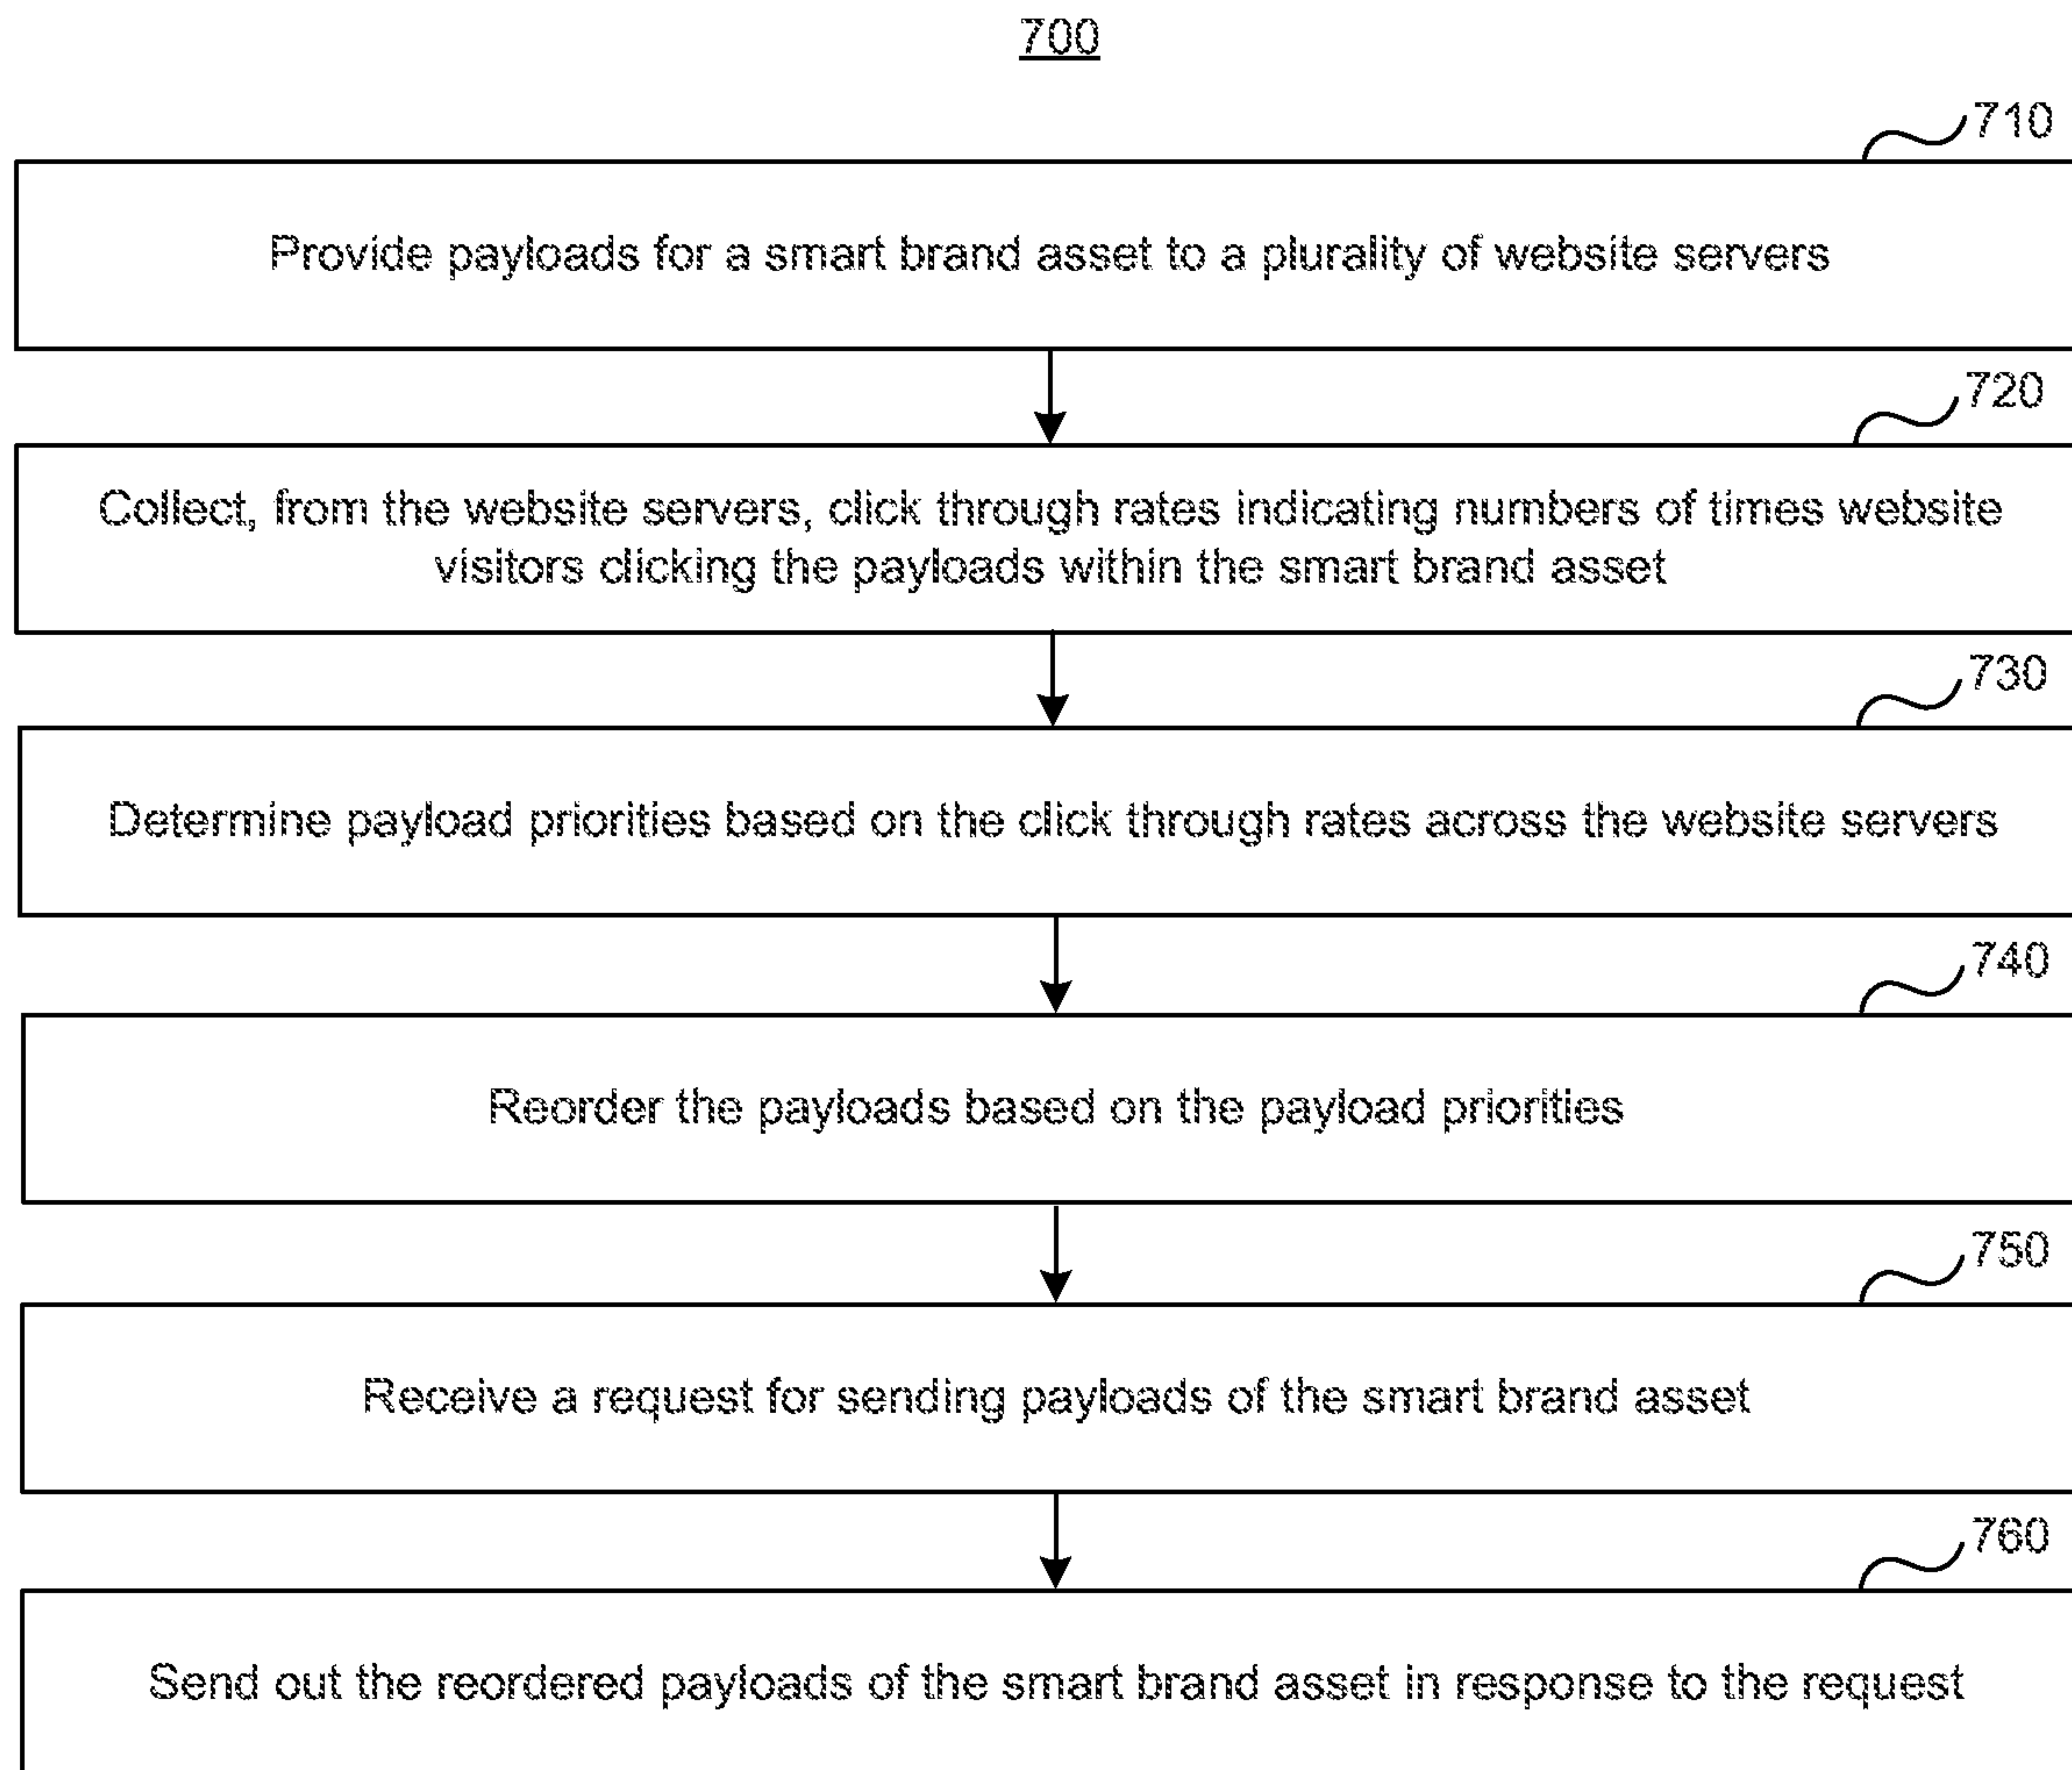 700
710
Provide payloads for a smart brand asset to a plurality of website servers
720
Collect, from the website servers, click through rates indicating numbers of times website
visitors clicking the payloads within the smart brand asset
730
Determine payload priorities based on the click through rates across the website servers
740
Reorder the payloads based on the payload priorities
750
Receive a request for sending payloads of the smart brand asset
760
Send out the reordered payloads of the smart brand asset in response to the request